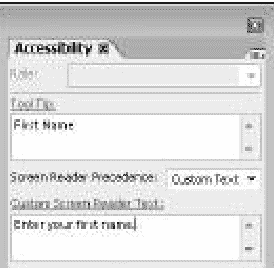 Accessibility
Role:
Tool Tip:
First Name
Screen Reader Precedence: Custom Text
Custom Screen Reader Text:
Enter your first name.